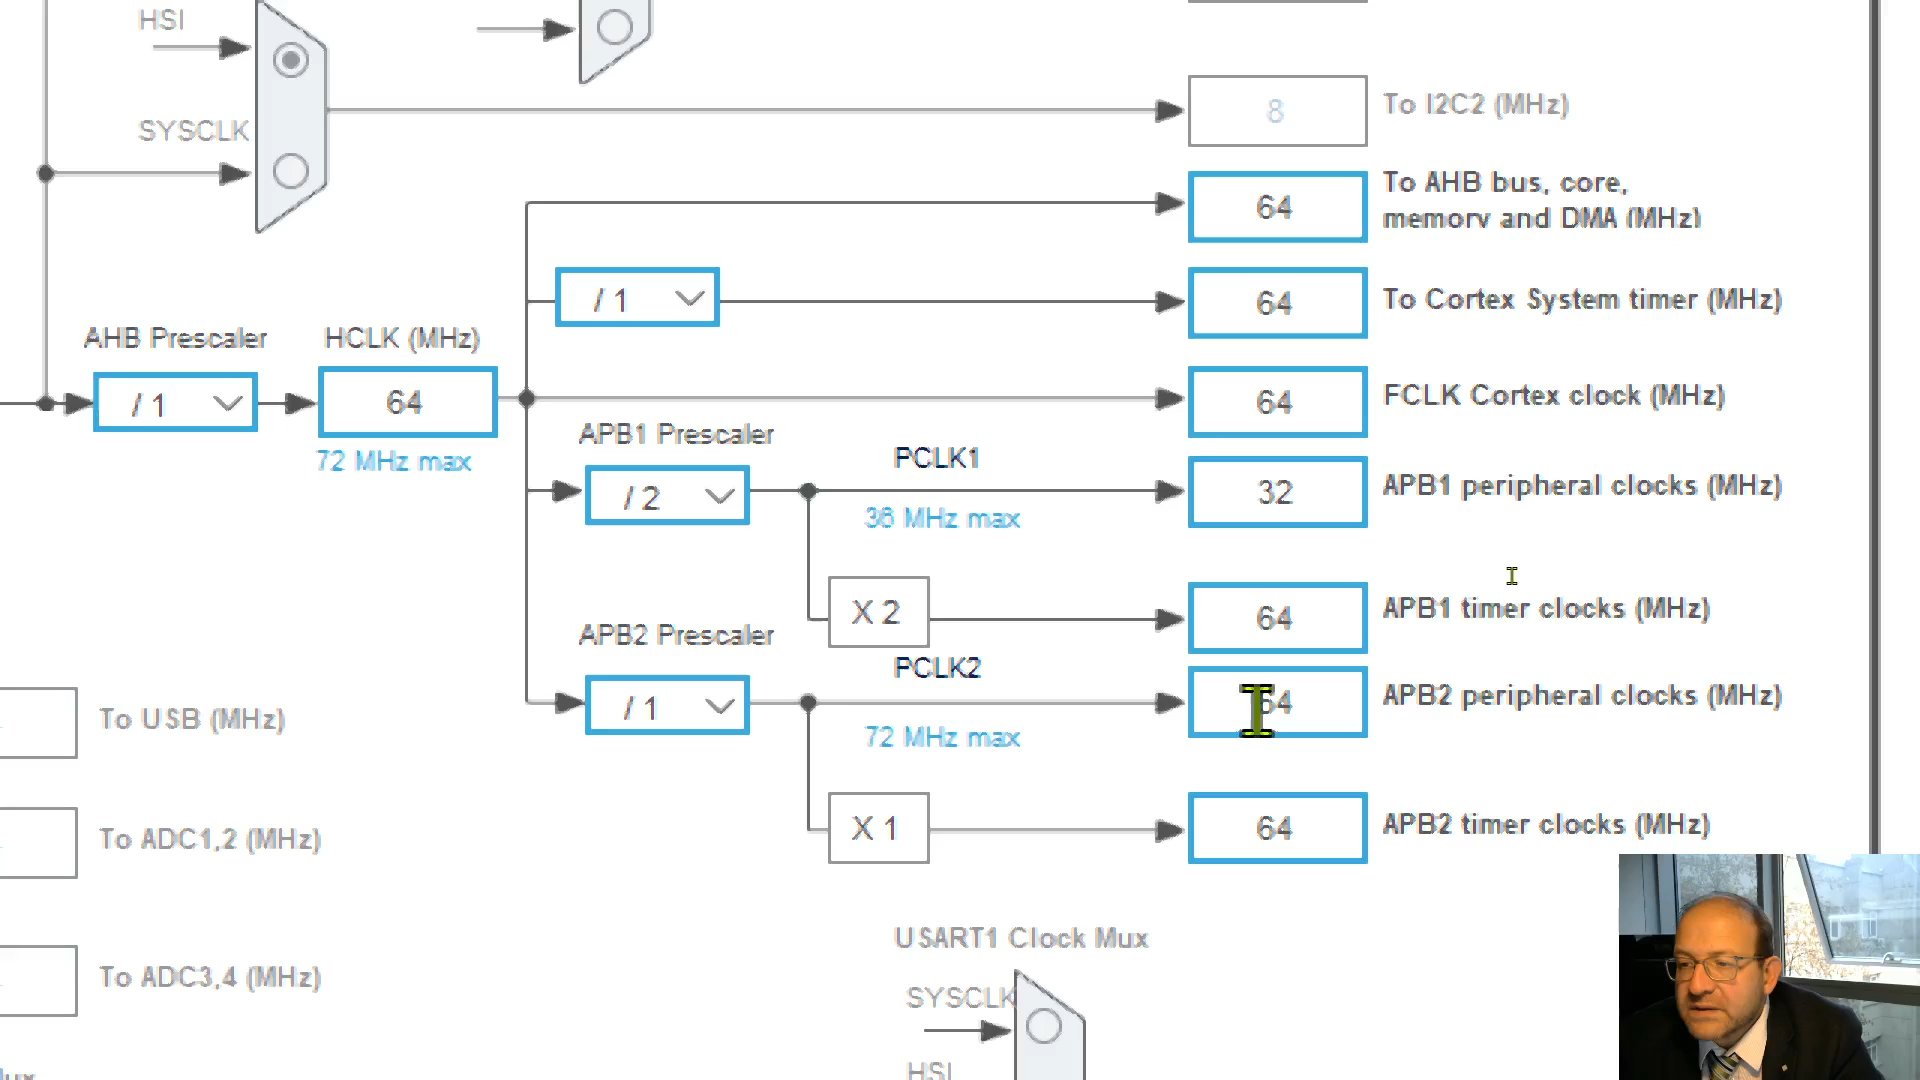 HSI
SYSCLK
8
To I2C2 (MHz)
64
To AHB bus, core,
memory and DMA (MHz)
/ 1
64
To Cortex System timer (MHz)
AHB Prescaler
HCLK (MHz)
/ 1
64
72 MHz max
64
FCLK Cortex clock (MHz)
APB1 Prescaler
/ 2
PCLK1
36 MHz max
32
APB1 peripheral clocks (MHz)
X 2
64
APB1 timer clocks (MHz)
APB2 Prescaler
/ 1
PCLK2
72 MHz max
64
APB2 peripheral clocks (MHz)
X 1
64
APB2 timer clocks (MHz)
To USB (MHz)
To ADC1,2 (MHz)
To ADC3,4 (MHz)
USART1 Clock Mux
SYSCLK
HSI